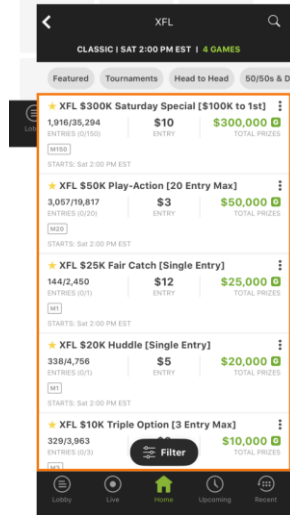 XFL
CLASSIC | SAT 2:00 PM EST | 4 GAMES
Featured Tournaments Head to Head 50/50s & D
XFL $300K Saturday Special [$100K to 1st]
1,916/35,294 $10 $300,000 G
ENTRIES (0/150) ENTRY TOTAL PRIZES
M150
STARTS: Sat 2:00 PM EST
XFL $50K Play-Action [20 Entry Max]
3,057/19,817 $3 $50,000 G
ENTRIES (0/20) ENTRY TOTAL PRIZES
M20
STARTS: Sat 2:00 PM EST
XFL $25K Fair Catch [Single Entry]
144/2,450 $12 $25,000 G
ENTRIES (0/1) ENTRY TOTAL PRIZES
M1
STARTS: Sat 2:00 PM EST
XFL $20K Huddle [Single Entry]
338/4,756 $5 $20,000 G
ENTRIES (0/1) ENTRY TOTAL PRIZES
M1
STARTS: Sat 2:00 PM EST
XFL $10K Triple Option [3 Entry Max]
329/3,963 $10,000 G
ENTRIES (0/3) TOTAL PRIZES
M3
Filter
Lob
Lobby Live Home Upcoming Recent